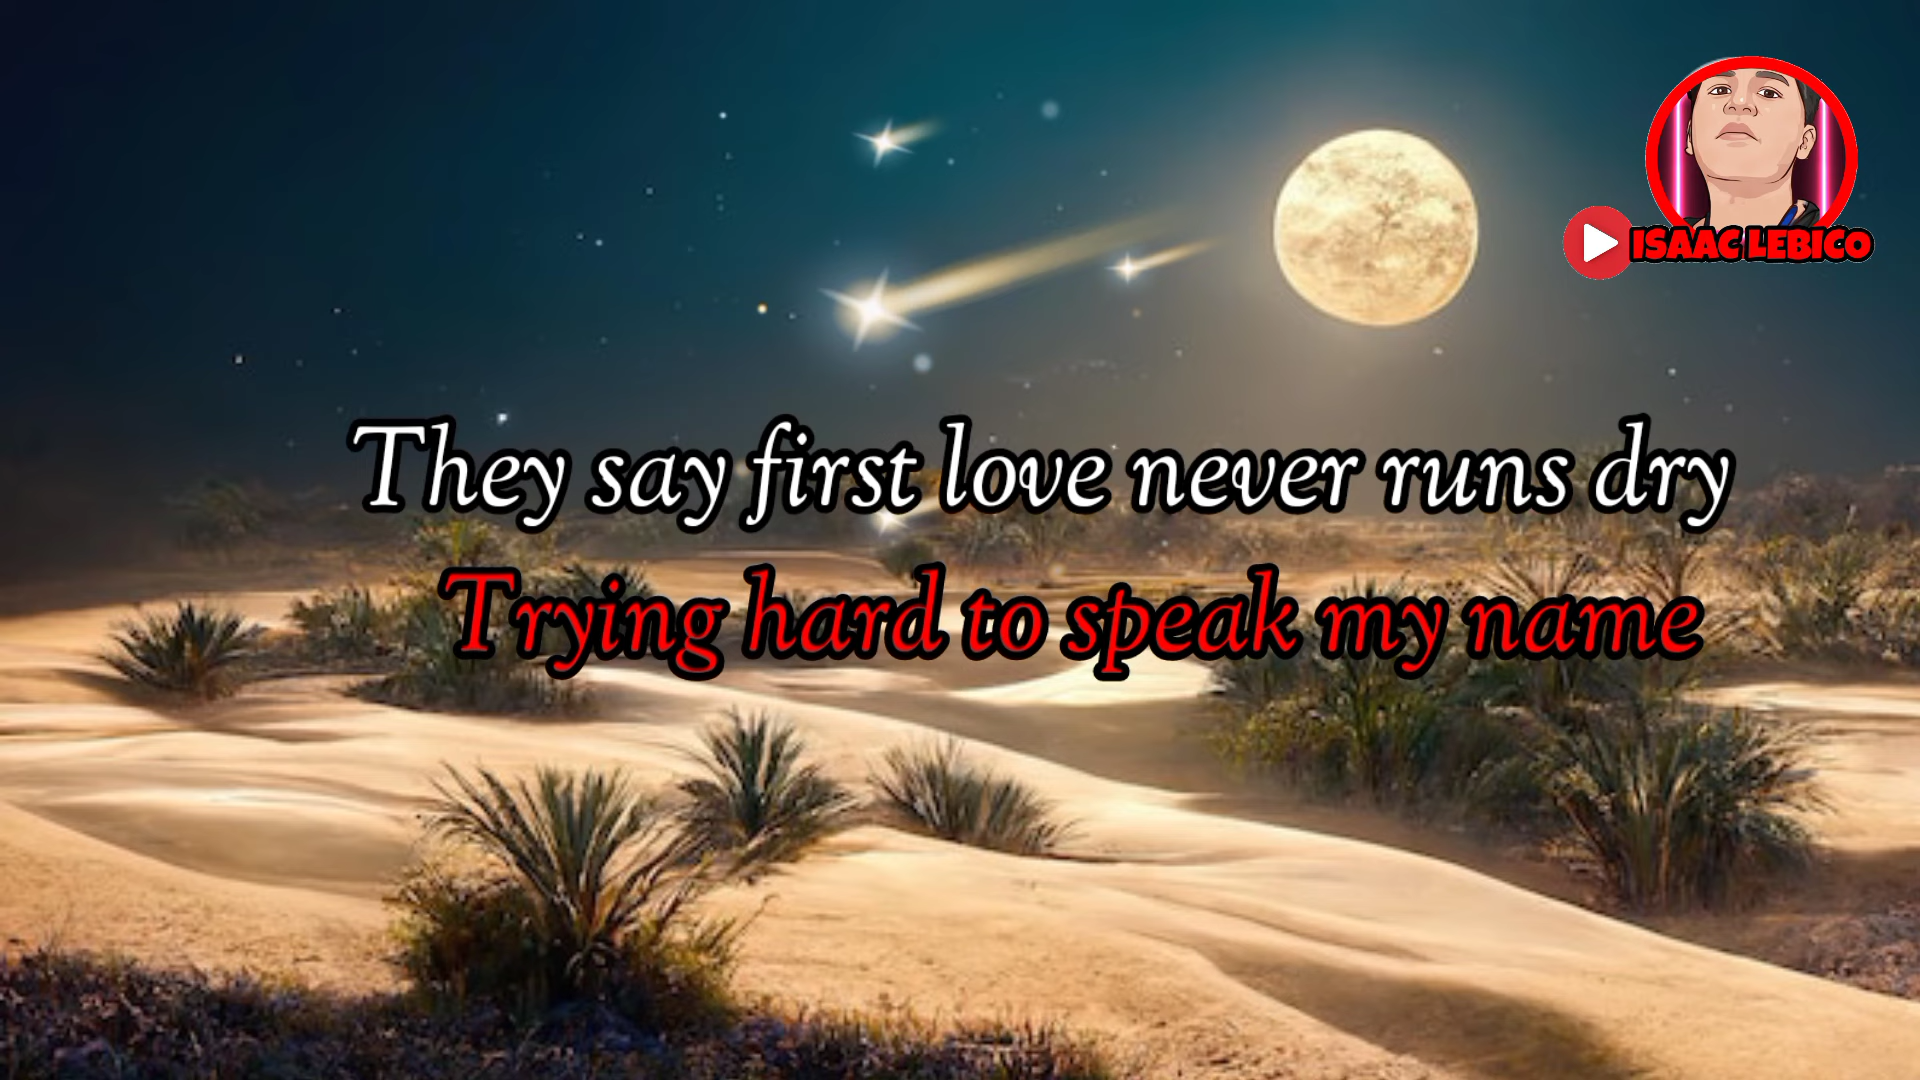 ISAAC LEBICO
They say first love never runs dry
Trying hard to speak my name